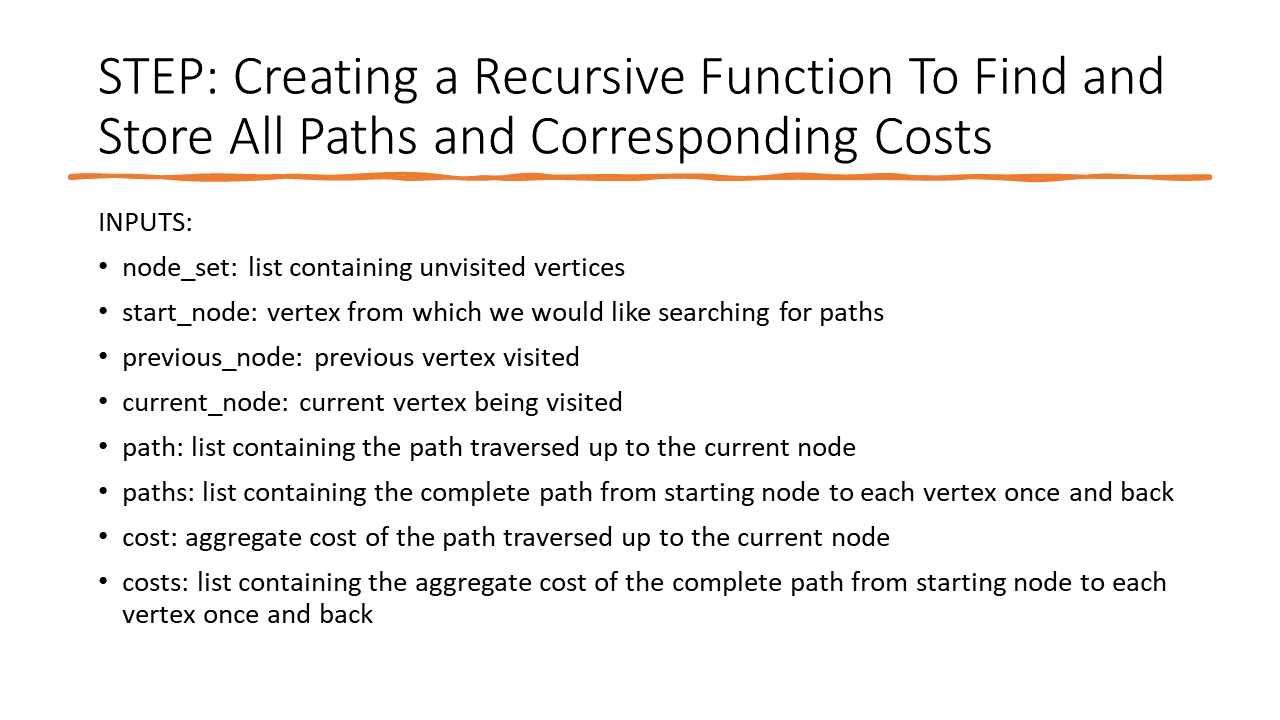 STEP: Creating a Recursive Function To Find and
Store All Paths and Corresponding Costs
INPUTS:
• node_set: list containing unvisited vertices
• start_node: vertex from which we would like searching for paths
• previous_node: previous vertex visited
• current_node: current vertex being visited
• path: list containing the path traversed up to the current node
• paths: list containing the complete path from starting node to each vertex once and back
• cost: aggregate cost of the path traversed up to the current node
• costs: list containing the aggregate cost of the complete path from starting node to each
vertex once and back